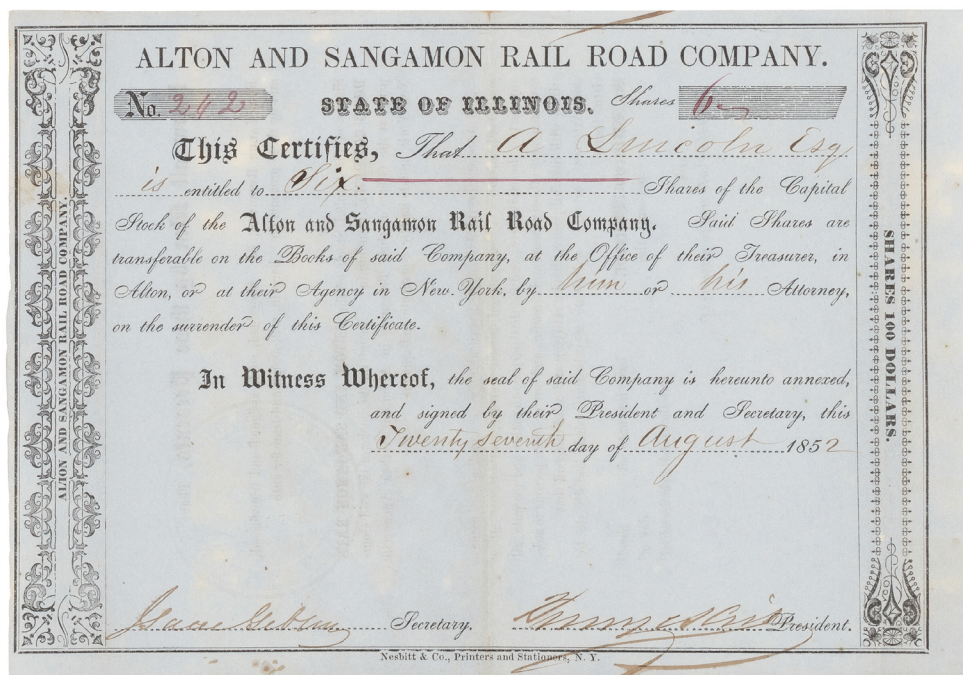 ALTON AND SANGAMON RAIL ROAD COMPANY.
No. 242 STATE OF ILLINOIS. Shares 6
This Certifies, That A Lincoln Esq
is entitled to Six Shares of the Capital
Stock of the Alton and Sangamon Rail Road Company. Said Shares are
transferable on the Books of said Company, at the Office of their Treasurer, in
Alton, or at their Agency in New York, by him or his Attorney,
on the surrender of this Certificate.
In Witness Whereof, the seal of said Company is hereunto annexed,
and signed by their President and Secretary, this
Twenty seventh day of August 1852
Isaac Secretary. President.
Nesbitt & Co., Printers and Stationers, N. Y.
ALTON AND SANGAMON RAIL ROAD COMPANY.
SHARES 100 DOLLARS.